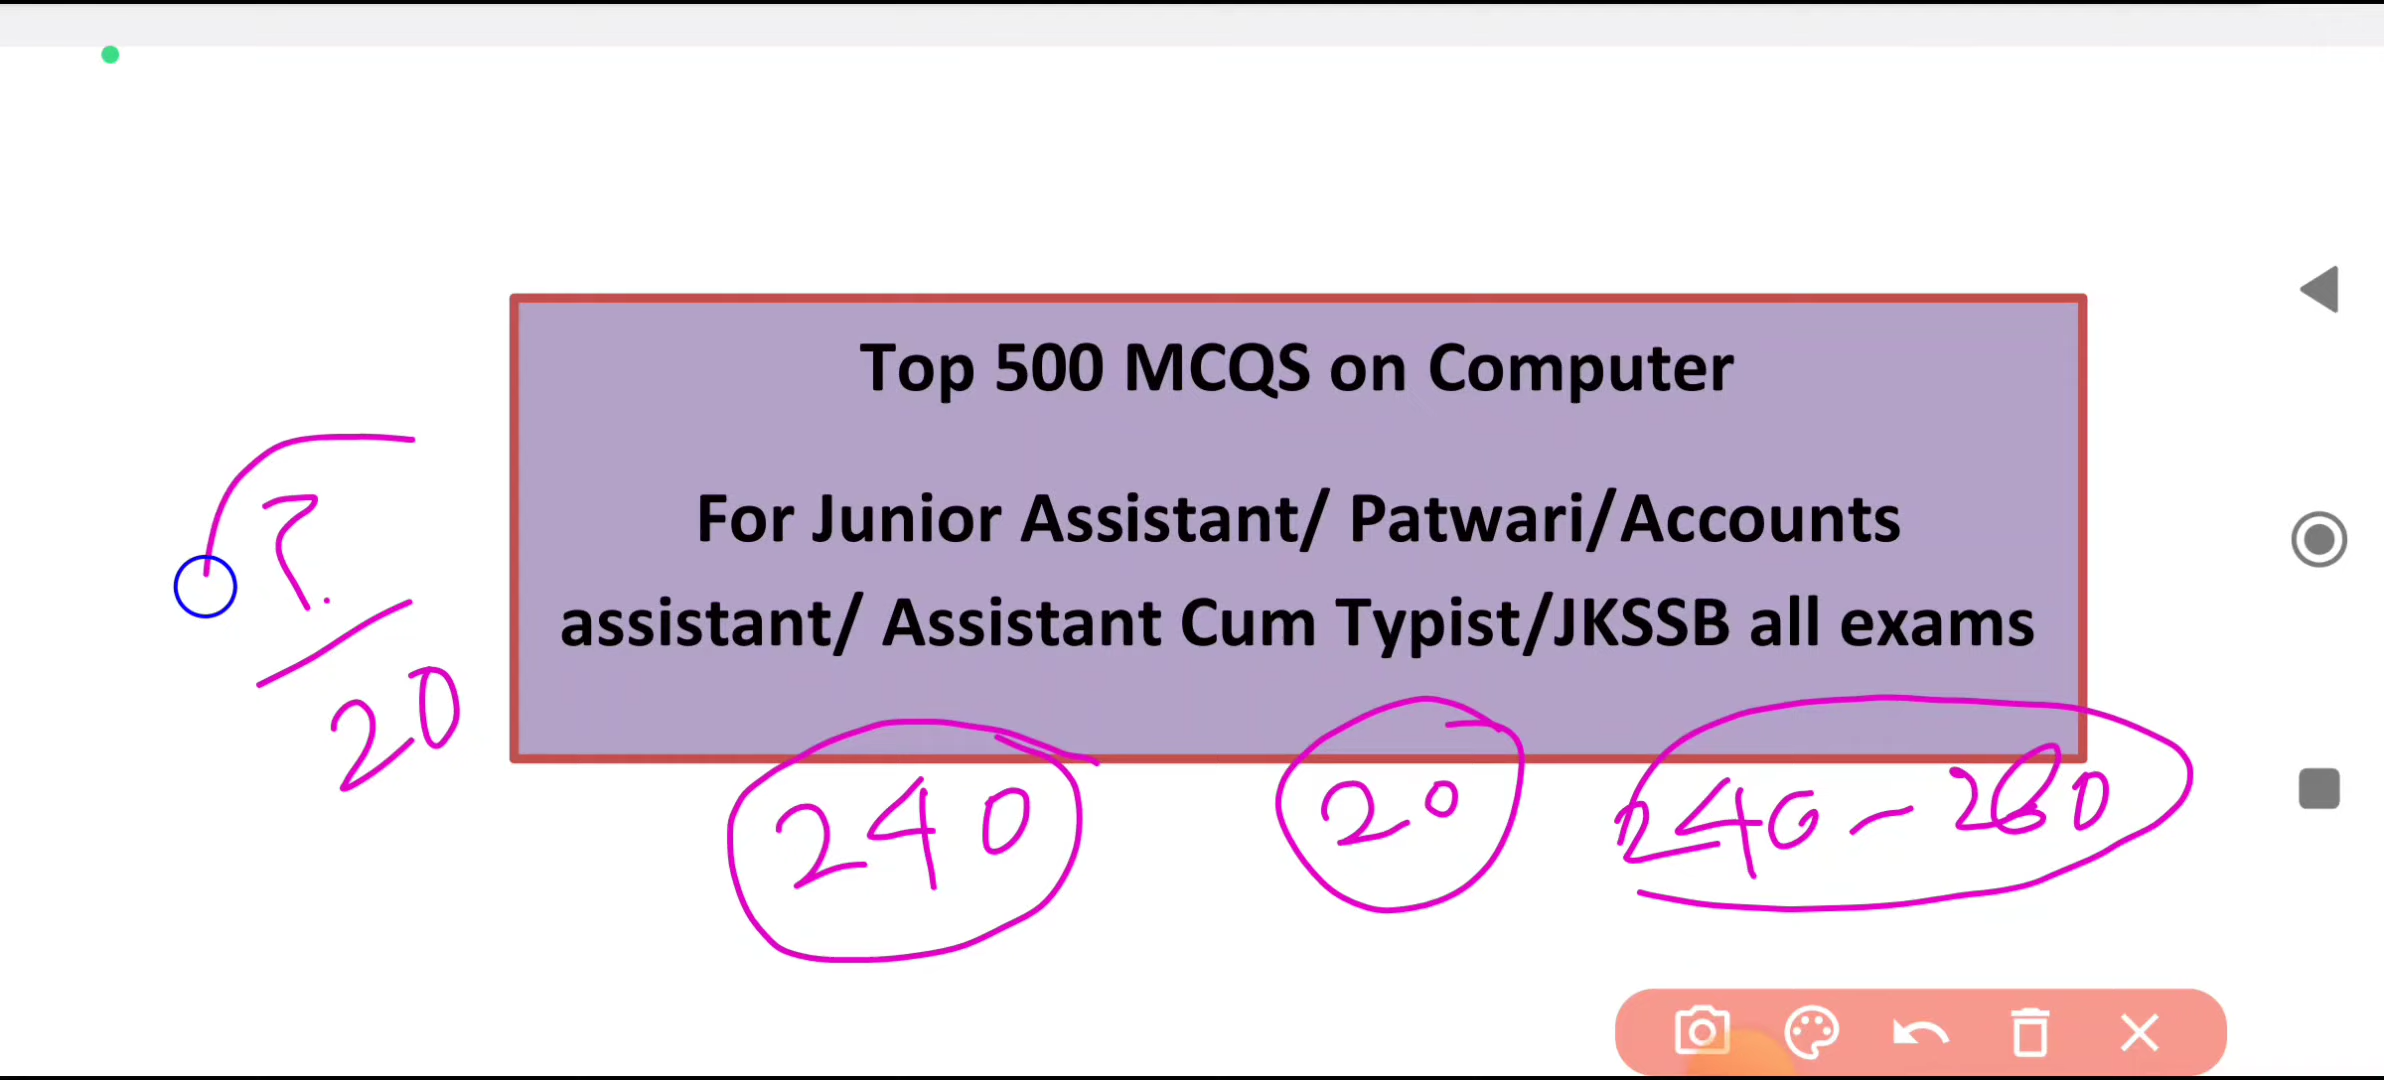 Top 500 MCQS on Computer
For Junior Assistant/ Patwari/Accounts
assistant/ Assistant Cum Typist/JKSSB all exams
?
20
240
20
240-260